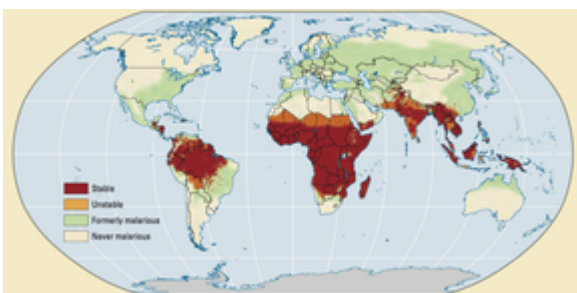 Stable
Unstable
Formerly malarious
Never malarious